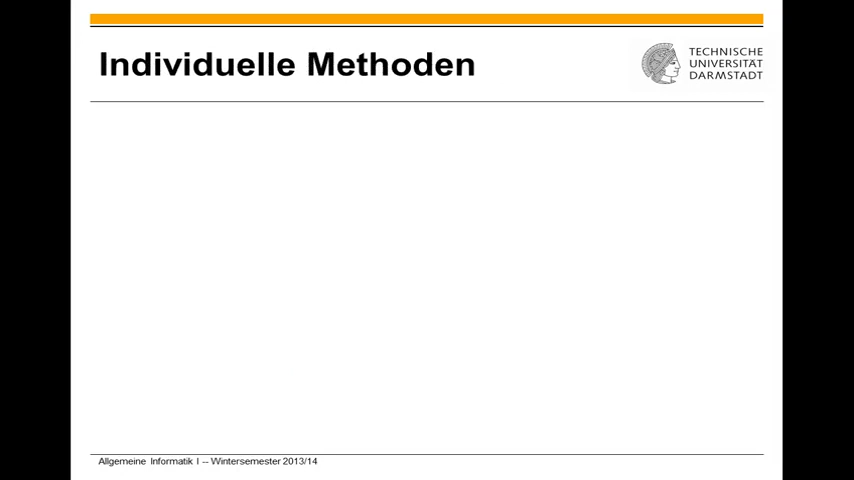 Individuelle Methoden
TECHNISCHE
UNIVERSITÄT
DARMSTADT
Allgemeine Informatik I -- Wintersemester 2013/14